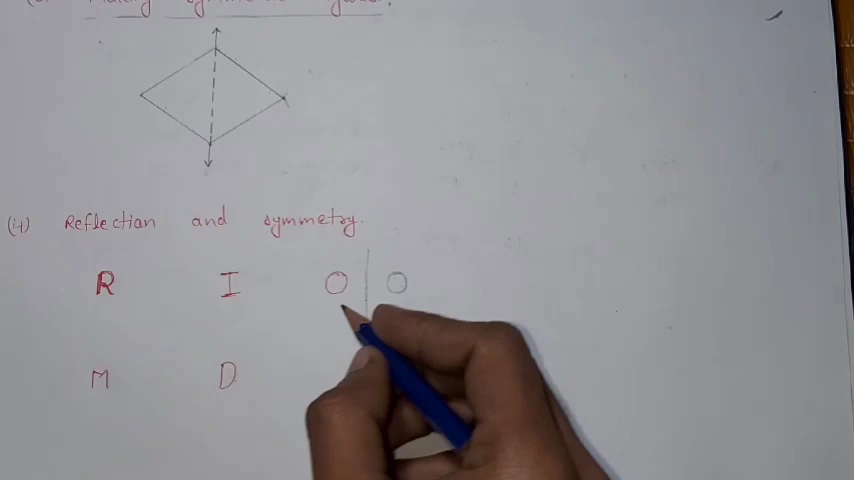 (4) Reflection and symmetry.
R I O O
M D